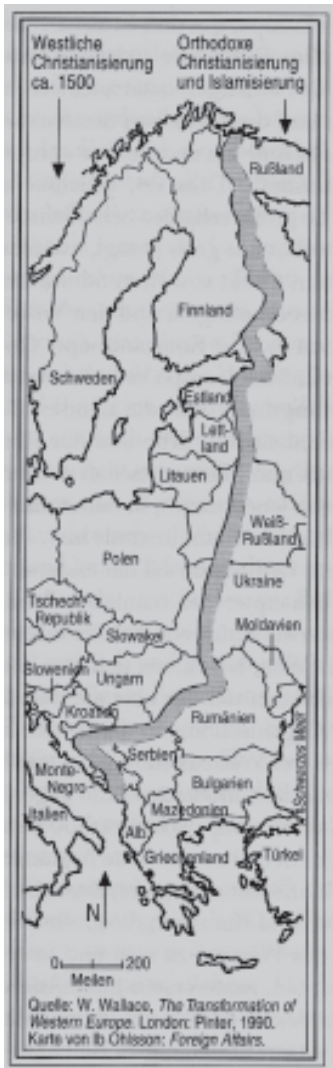 Westliche
Christianisierung
ca. 1500
Orthodoxe
Christianisierung
und Islamisierung
Rußland
Finnland
Schweden
Estland
Lett-
land
Litauen
Weiß-
Rußland
Polen
Ukraine
Tschech.
Republik
Moldavien
Slowakei
Slowenien
Ungarn
Kroatien
Rumänien
Serbien
Monte-
Negro
Bulgarien
Schwarzes Meer
Italien
Mazedonien
Alb.
Griechenland
Türkei
N
0 200
Meilen
Quelle: W. Wallace, The Transformation of
Western Europe. London: Pinter, 1990.
Karte von Ib Ohlsson: Foreign Affairs.